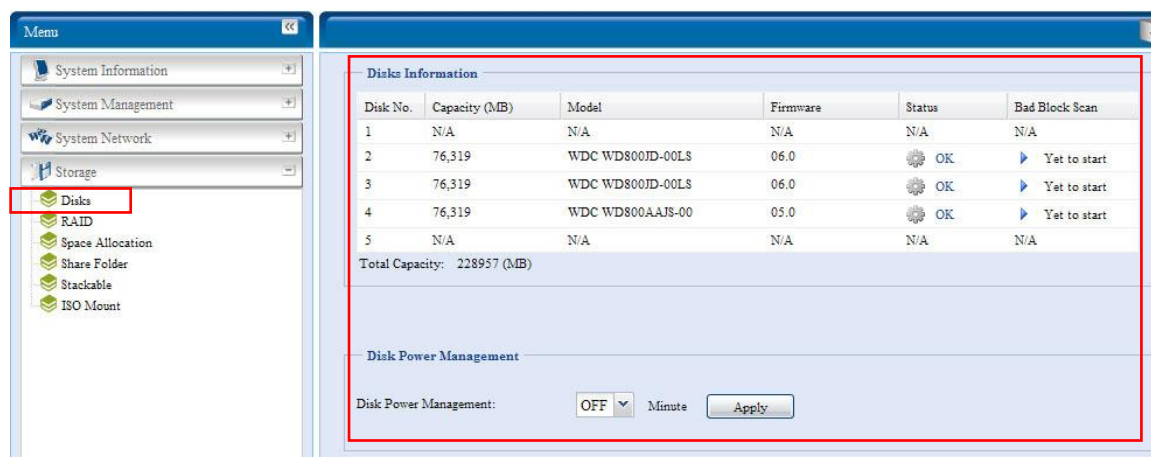 Menu
System Information
System Management
System Network
Storage
Disks
RAID
Space Allocation
Share Folder
Stackable
ISO Mount
Disks Information
Disk No. Capacity (MB) Model Firmware Status Bad Block Scan
1 N/A N/A N/A N/A N/A
2 76,319 WDC WD800JD-00LS 06.0 OK Yet to start
3 76,319 WDC WD800JD-00LS 06.0 OK Yet to start
4 76,319 WDC WD800AAJS-00 05.0 OK Yet to start
5 N/A N/A N/A N/A N/A
Total Capacity: 228957 (MB)
Disk Power Management
Disk Power Management: OFF Minute Apply